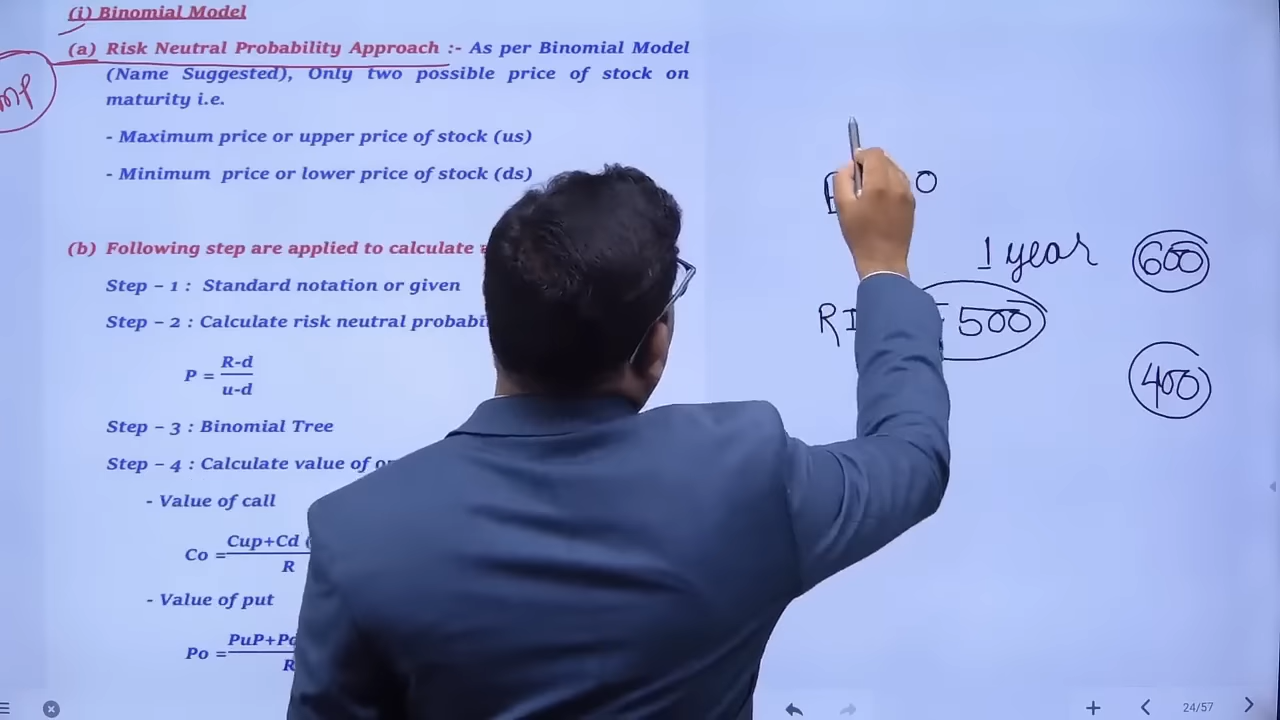 (i) Binomial Model
(a) Risk Neutral Probability Approach :- As per Binomial Model
(Name Suggested), Only two possible price of stock on
maturity i.e.
- Maximum price or upper price of stock (us)
- Minimum price or lower price of stock (ds)
(b) Following step are applied to calculate
Step - 1 : Standard notation or given
Step - 2 : Calculate risk neutral
P = R-d
u-d
Step - 3 : Binomial Tree
Step - 4 : Calculate value of
- Value of call
Co = Cup+Cd
R
- Value of put
Po =
R
1 year
600
500
400
24/57